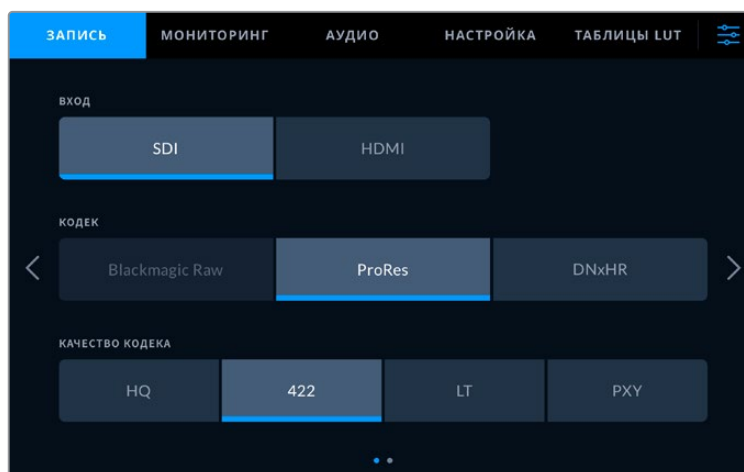 ЗАПИСЬ МОНИТОРИНГ АУДИО НАСТРОЙКА ТАБЛИЦЫ LUT
ВХОД
SDI HDMI
КОДЕК
Blackmagic Raw ProRes DNxHR
КАЧЕСТВО КОДЕКА
HQ 422 LT PXY